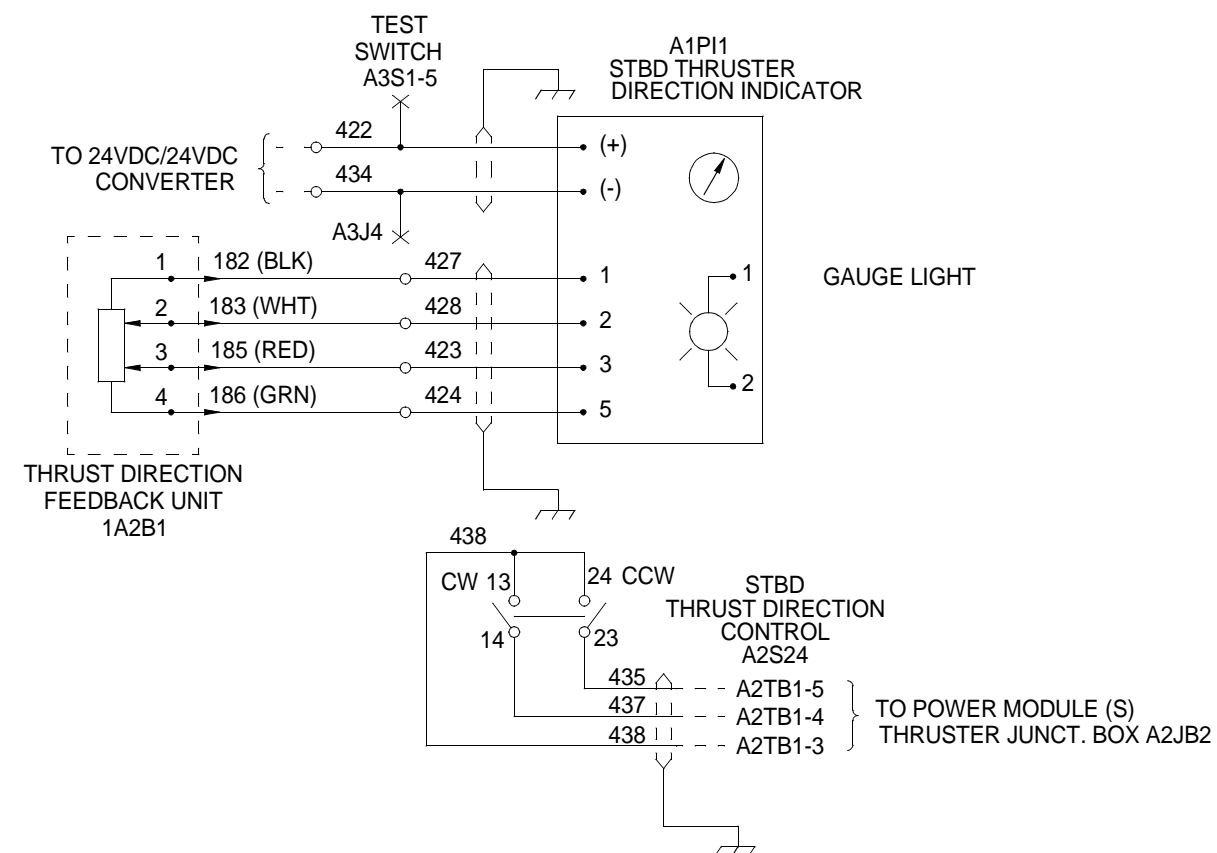 TEST
SWITCH
A3S1-5
A1PI1
STBD THRUSTER
DIRECTION INDICATOR
422
(+)
TO 24VDC/24VDC
CONVERTER
434
(-)
A3J4
1
182 (BLK)
427
1
2
183 (WHT)
428
2
3
185 (RED)
423
3
4
186 (GRN)
424
5
1
2
GAUGE LIGHT
THRUST DIRECTION
FEEDBACK UNIT
1A2B1
438
CW 13
24 CCW
14
23
STBD
THRUST DIRECTION
CONTROL
A2S24
435
A2TB1-5
437
A2TB1-4
438
A2TB1-3
TO POWER MODULE (S)
THRUSTER JUNCT. BOX A2JB2